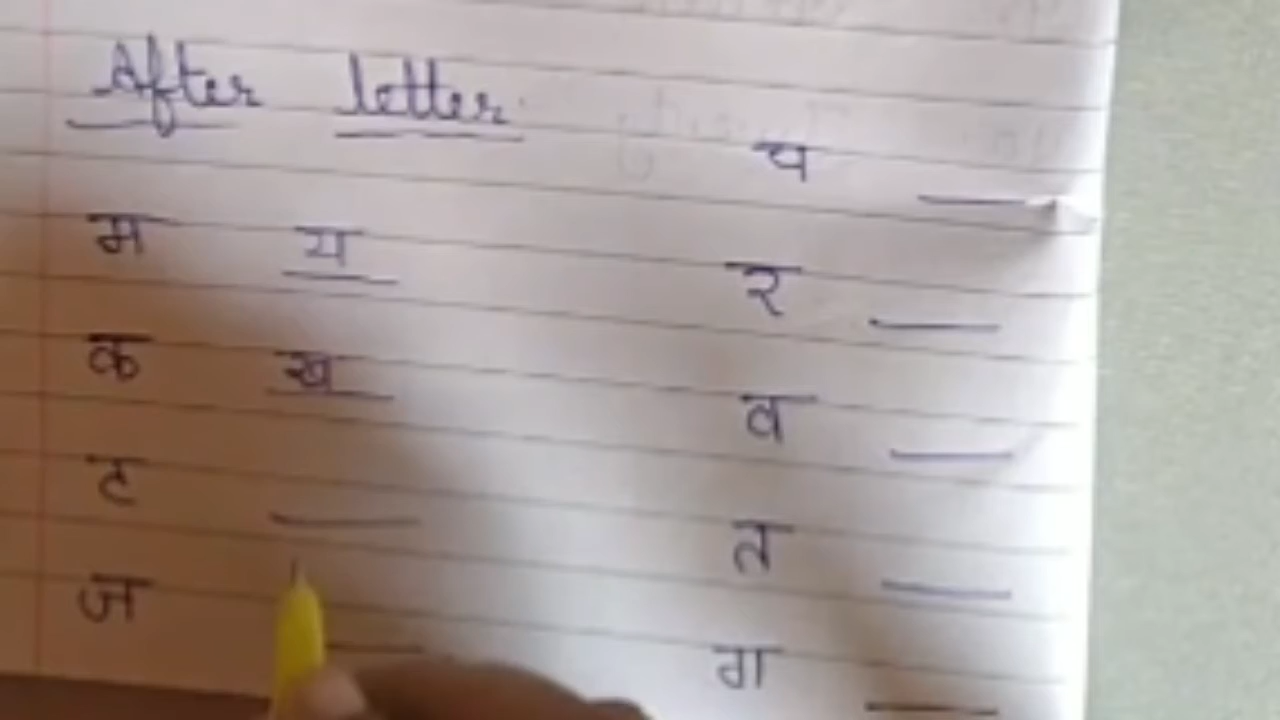 After letter
म य
क ख
ट
ज
च
र
व
त
ग